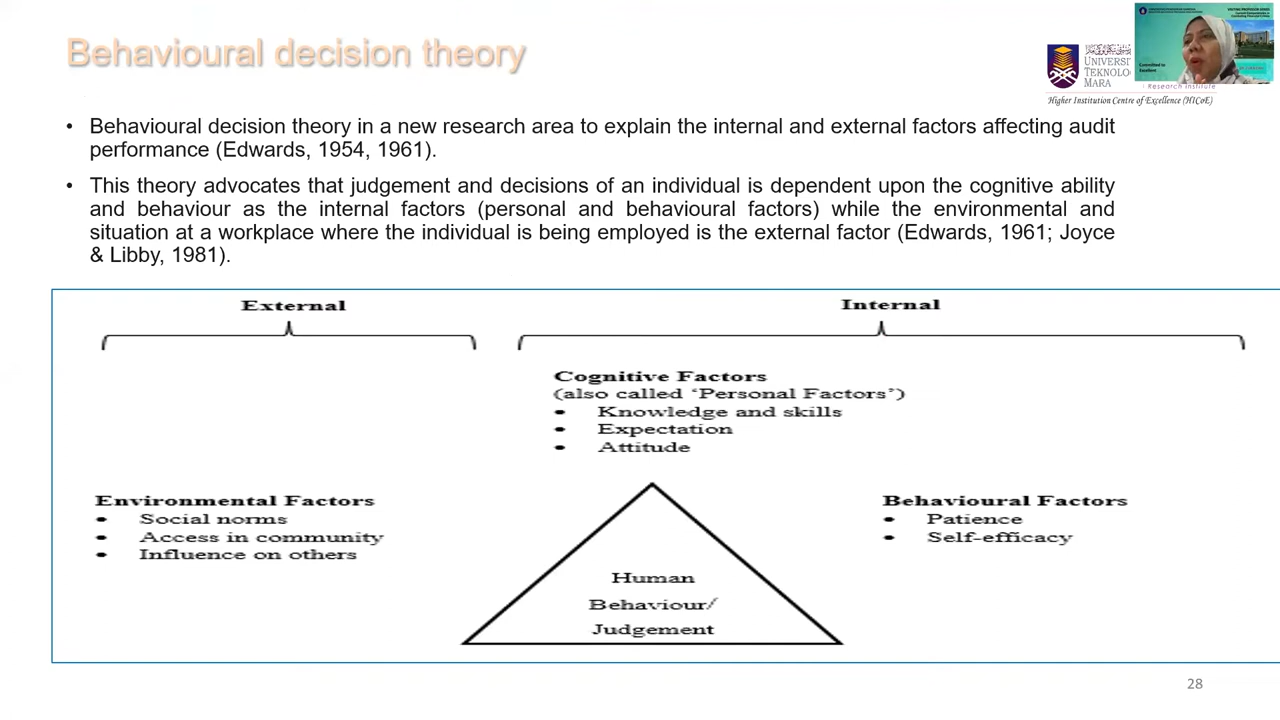 Behavioural decision theory
UNIVERSI
TEKNOLO
MARA
Research Institute
Higher Institution Centre of Excellence (HICoE)
• Behavioural decision theory in a new research area to explain the internal and external factors affecting audit
performance (Edwards, 1954, 1961).
• This theory advocates that judgement and decisions of an individual is dependent upon the cognitive ability
and behaviour as the internal factors (personal and behavioural factors) while the environmental and
situation at a workplace where the individual is being employed is the external factor (Edwards, 1961; Joyce
& Libby, 1981).
External
Internal
Cognitive Factors
(also called ‘Personal Factors’)
• Knowledge and skills
• Expectation
• Attitude
Environmental Factors
• Social norms
• Access in community
• Influence on others
Behavioural Factors
• Patience
• Self-efficacy
Human
Behaviour/
Judgement
28